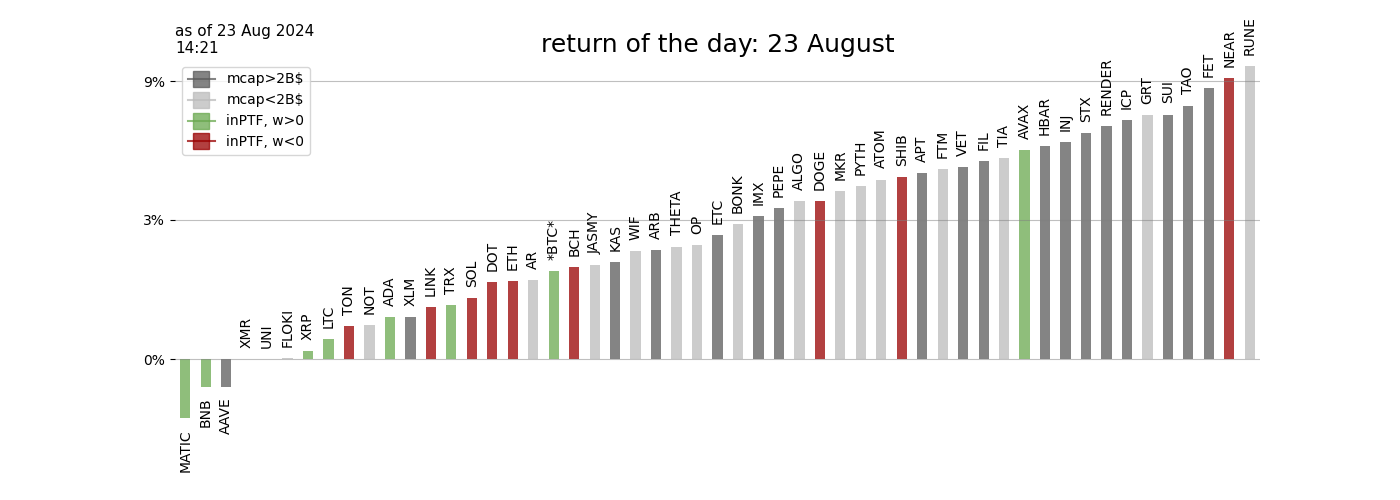 as of 23 Aug 2024
14:21
return of the day: 23 August
mcap>2B$
mcap<2B$
inPTF, w>0
inPTF, w<0
9%
3%
0%
MATIC
BNB
AAVE
XMR
UNI
FLOKI
XRP
LTC
TON
NOT
ADA
XLM
LINK
TRX
SOL
DOT
ETH
AR
*BTC*
BCH
JASMY
KAS
WIF
ARB
THETA
OP
ETC
BONK
IMX
PEPE
ALGO
DOGE
MKR
PYTH
ATOM
SHIB
APT
FTM
VET
FIL
TIA
AVAX
HBAR
INJ
STX
RENDER
ICP
GRT
SUI
TAO
FET
NEAR
RUNE